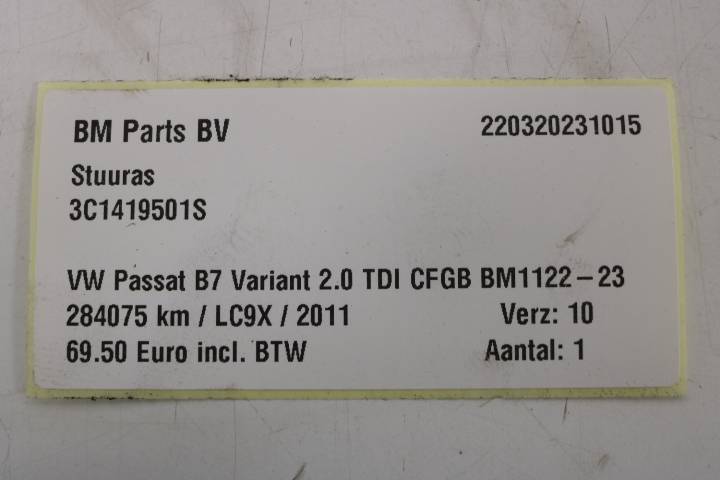 BM Parts BV 220320231015
Stuuras
3C1419501S
VW Passat B7 Variant 2.0 TDI CFGB BM1122-23
284075 km / LC9X / 2011 Verz: 10
69.50 Euro incl. BTW Aantal: 1